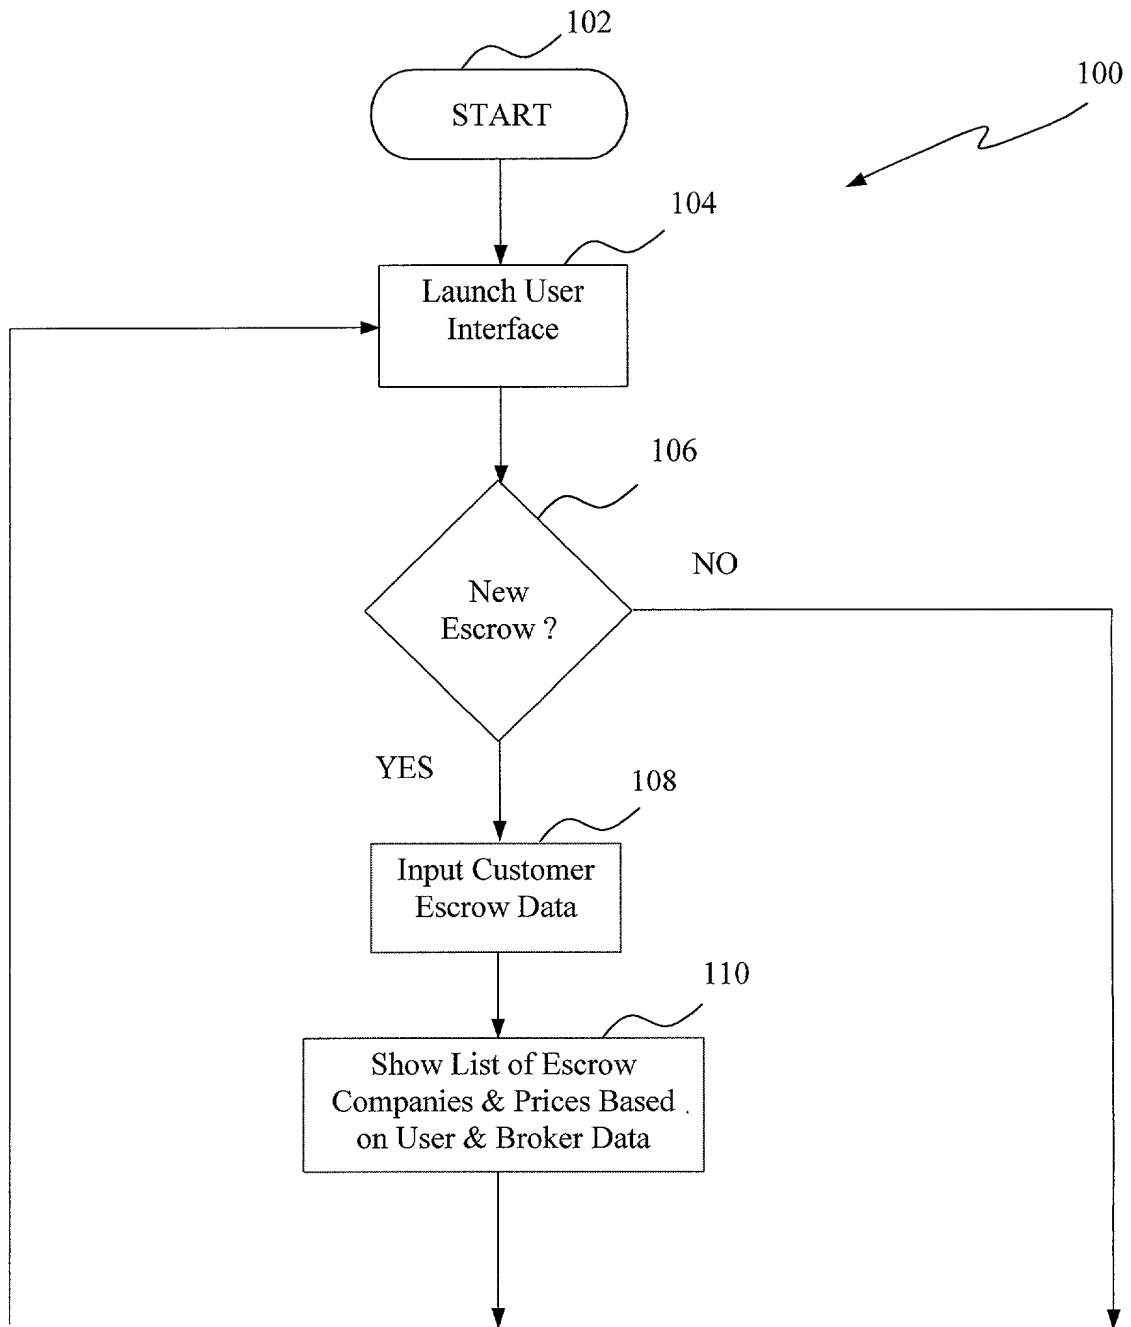 102
START
100
104
Launch User
Interface
106
New
Escrow ?
NO
YES
108
Input Customer
Escrow Data
110
Show List of Escrow
Companies & Prices Based
on User & Broker Data